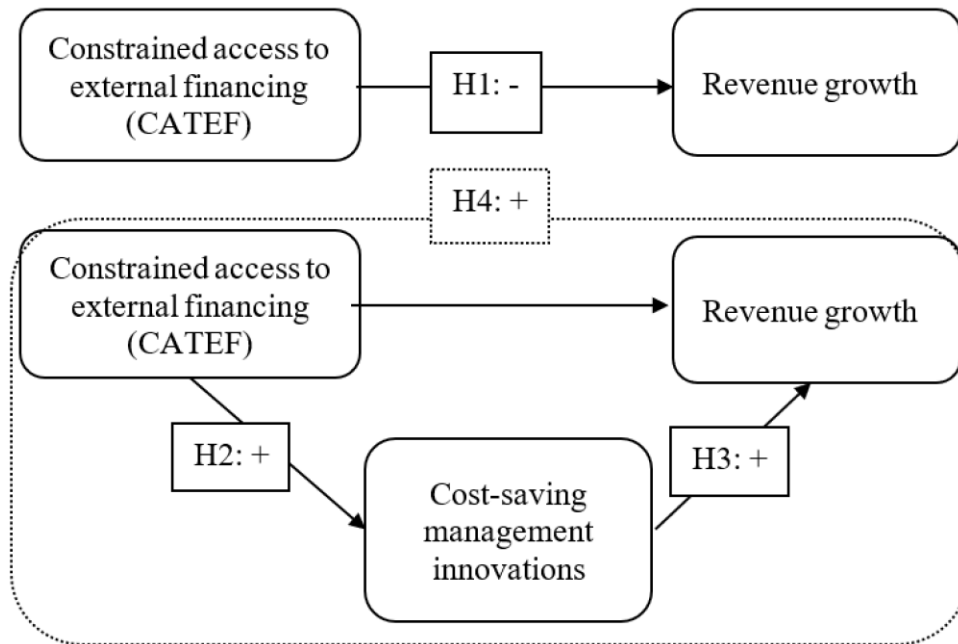 Constrained access to
external financing
(CATEF)
H1: -
Revenue growth
H4: +
Constrained access to
external financing
(CATEF)
Revenue growth
H2: +
H3: +
Cost-saving
management
innovations